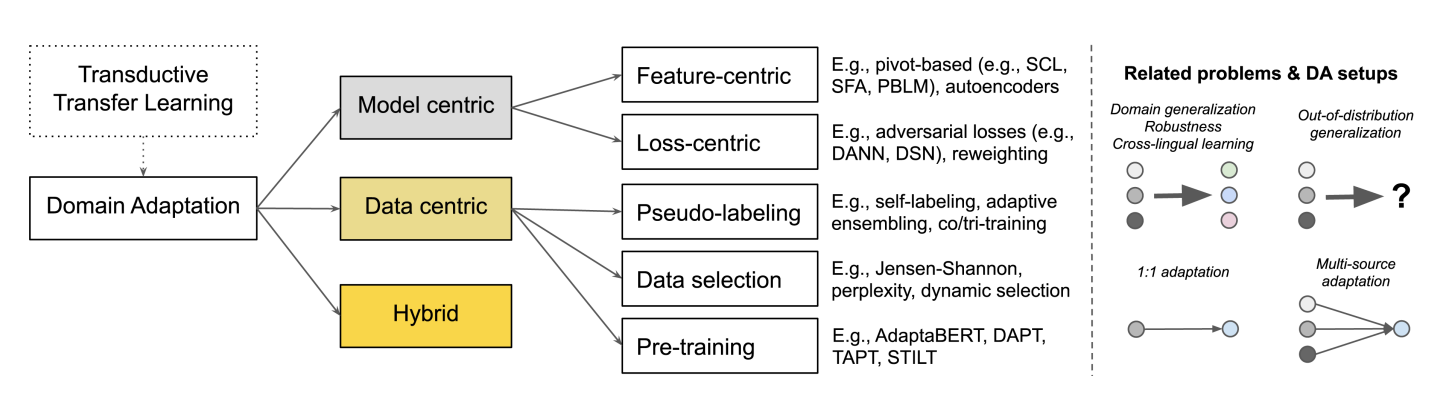 Transductive
Transfer Learning
Domain Adaptation
Model centric
Data centric
Hybrid
Feature-centric
E.g., pivot-based (e.g., SCL,
SFA, PBLM), autoencoders
Loss-centric
E.g., adversarial losses (e.g.,
DANN, DSN), reweighting
Pseudo-labeling
E.g., self-labeling, adaptive
ensembling, co/tri-training
Data selection
E.g., Jensen-Shannon,
perplexity, dynamic selection
Pre-training
E.g., AdaptaBERT, DAPT,
TAPT, STILT
Related problems & DA setups
Domain generalization
Robustness
Cross-lingual learning
Out-of-distribution
generalization
?
1:1 adaptation
Multi-source
adaptation